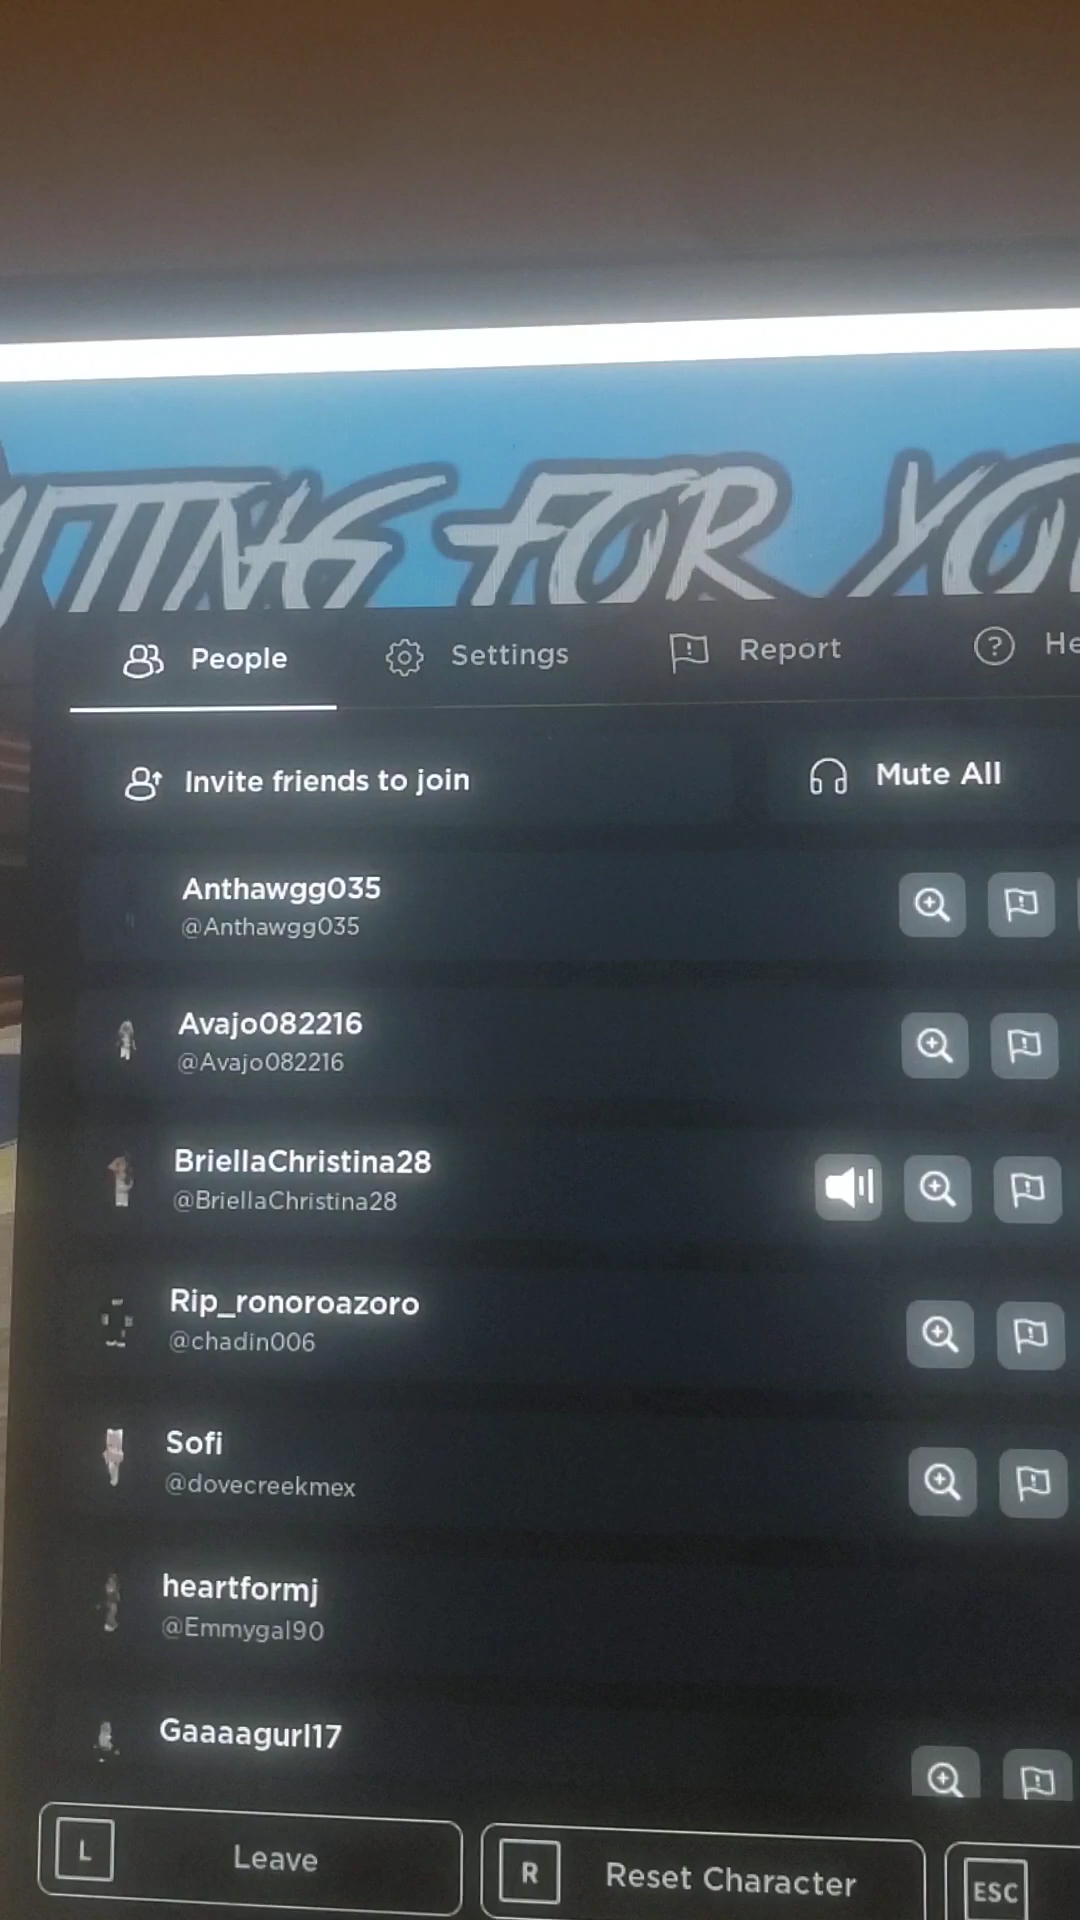 FOR
People
Settings
Report
Invite friends to join
Mute All
Anthawgg035
@Anthawgg035
Avajo082216
@Avajo082216
BriellaChristina28
@BriellaChristina28
Rip_ronoroazoro
@chadin006
Sofi
@dovecreekmex
heartformj
@Emmygal90
Gaaaagurl17
L Leave
R Reset Character
ESC